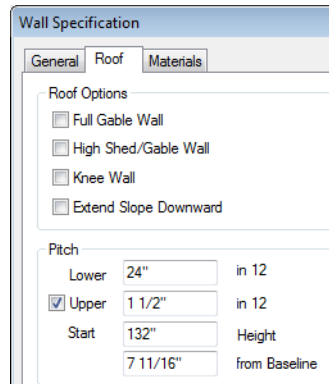 Wall Specification
General Roof Materials
Roof Options
Full Gable Wall
High Shed/Gable Wall
Knee Wall
Extend Slope Downward
Pitch
Lower 24" in 12
Upper 1 1/2" in 12
Start 132" Height
7 11/16" from Baseline